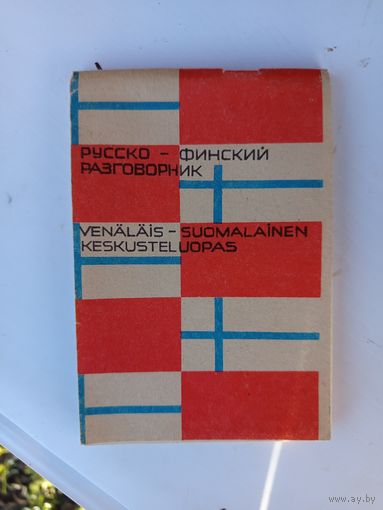 РУССКО – ФИНСКИЙ
РАЗГОВОРНИК
VENÄLÄIS – SUOMALAINEN
KESKUSTELUOPAS
www.ay.by